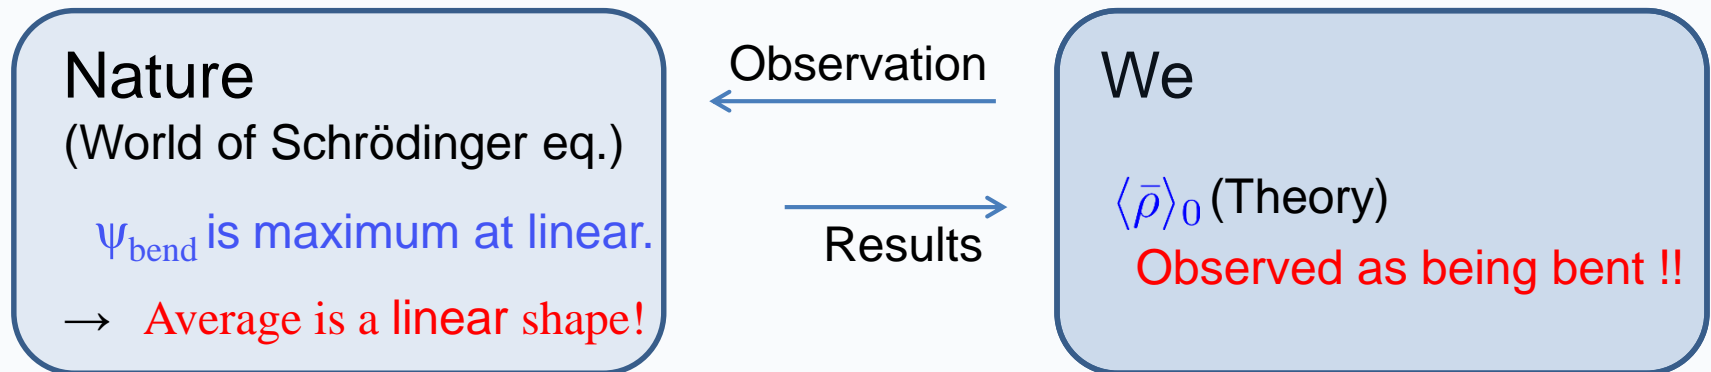 Nature
(World of Schrödinger eq.)
ψbend is maximum at linear.
→ Average is a linear shape!
Observation
Results
We
⟨ρ̄⟩0 (Theory)
Observed as being bent !!